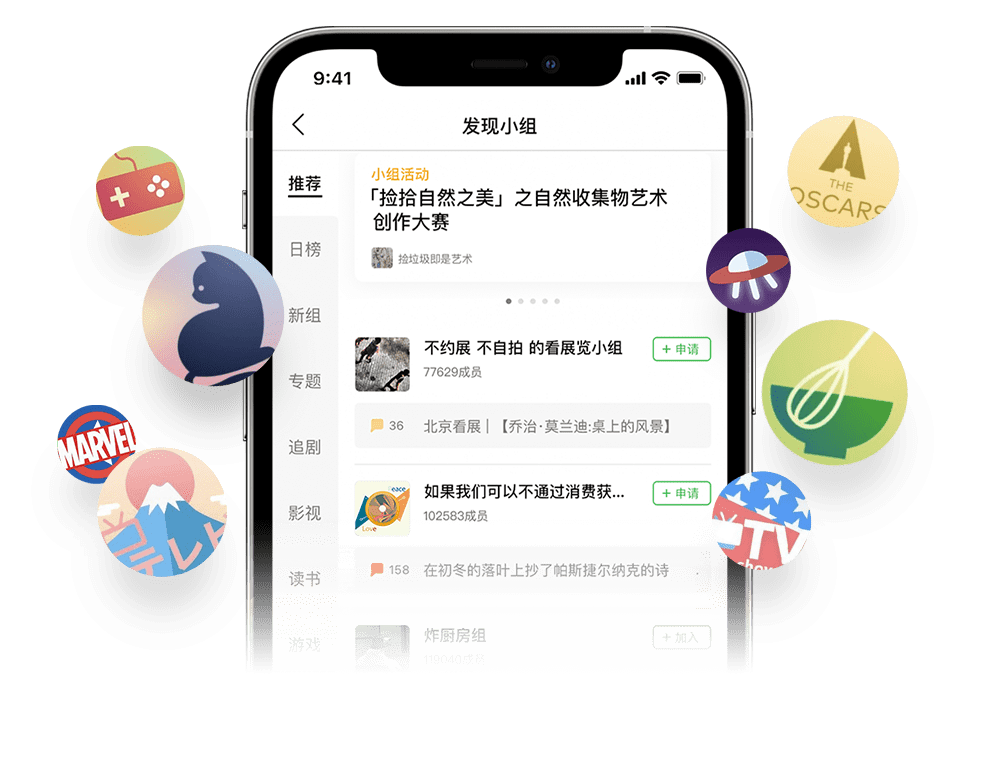 9:41
发现小组
推荐
日榜
新组
专题
追剧
影视
读书
游戏
小组活动
「捡拾自然之美」之自然收集物艺术
创作大赛
捡垃圾即是艺术
不约展 不自拍 的看展览小组
77629成员
+ 申请
36 北京看展 | 【乔治·莫兰迪:桌上的风景】
如果我们可以不通过消费获...
102583成员
+ 申请
Peace
Love
158 在初冬的落叶上抄了帕斯捷尔纳克的诗
炸厨房组
+ 加入
THE
OSCARS
MARVEL
テレビ
TV
show